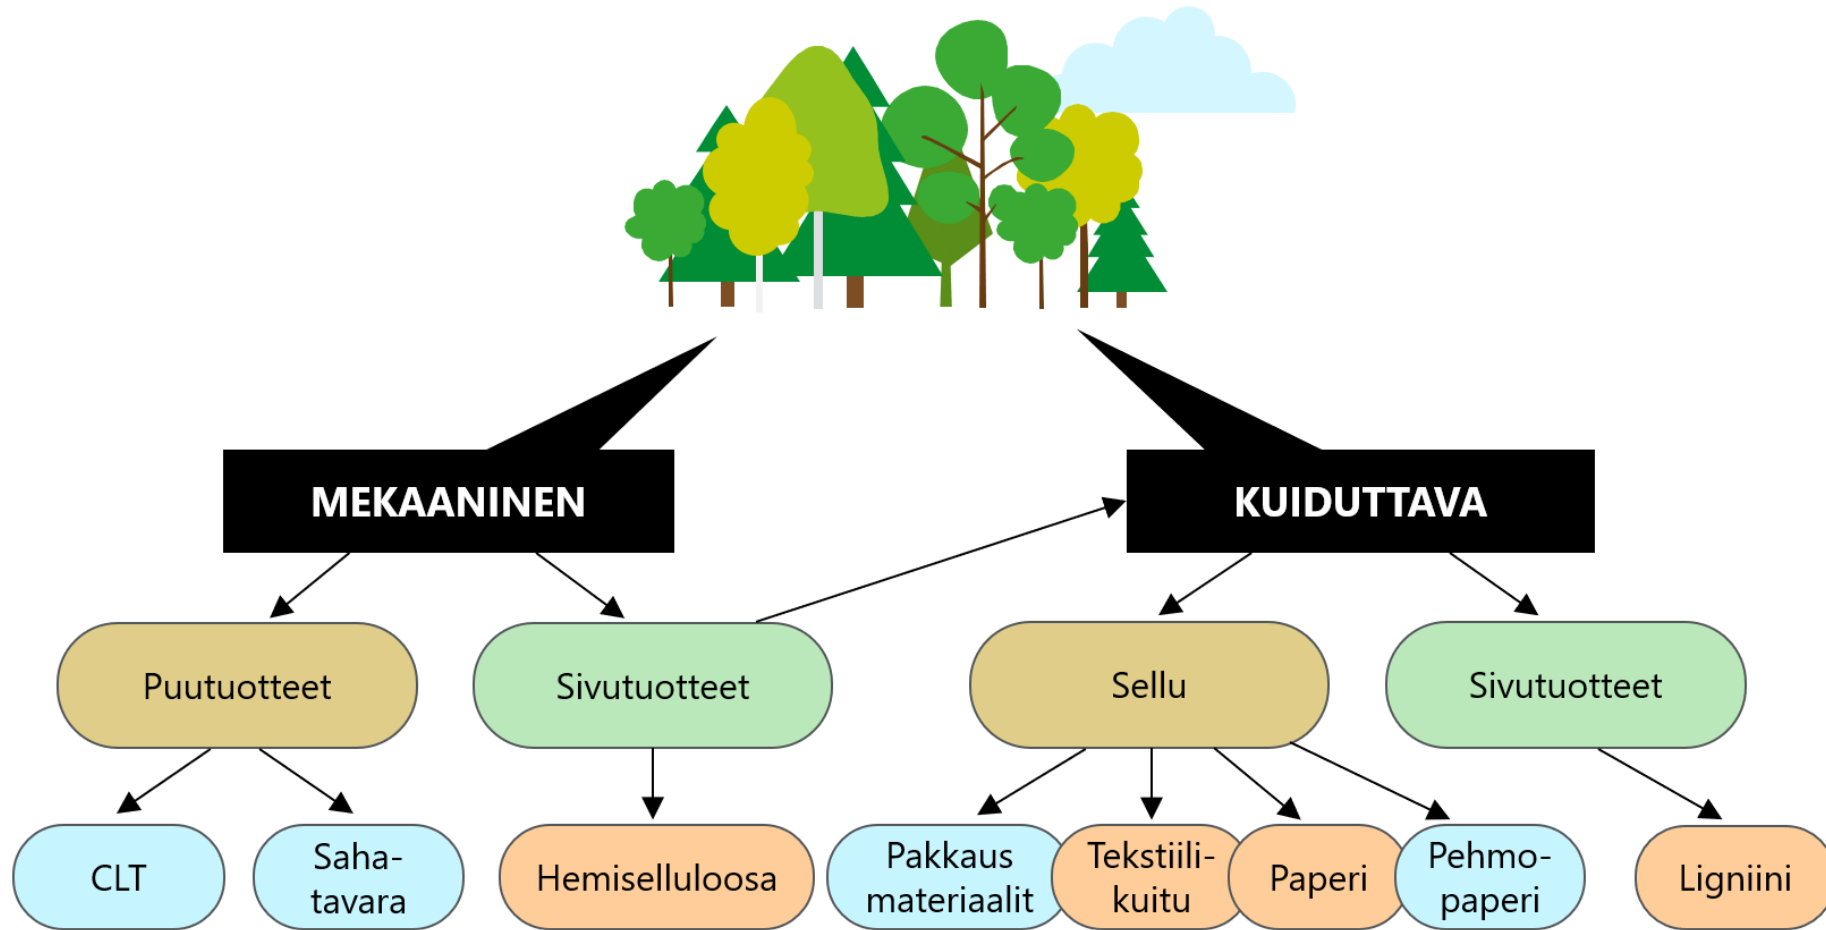 MEKAANINEN
KUIDUTTAVA
Puutuotteet
Sivutuotteet
Sellu
Sivutuotteet
CLT
Saha-
tavara
Hemiselluloosa
Pakkaus
materiaalit
Tekstiili-
kuitu
Paperi
Pehmo-
paperi
Ligniini